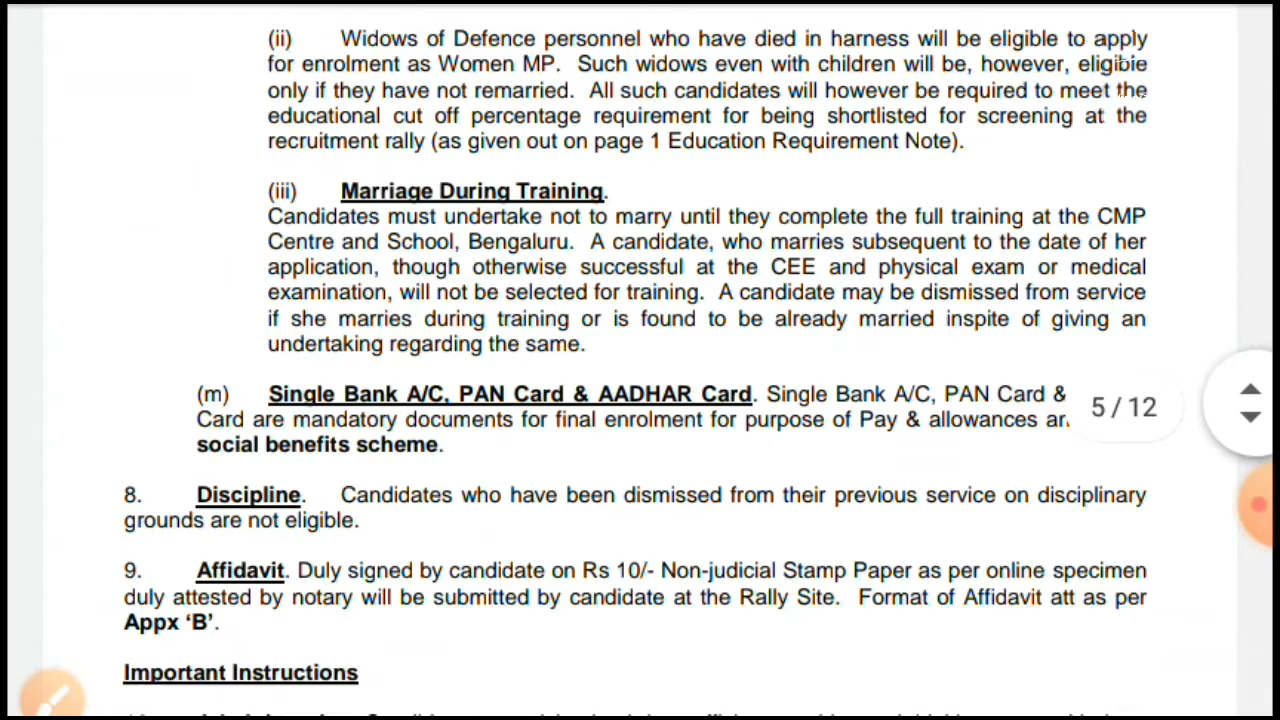 (ii) Widows of Defence personnel who have died in harness will be eligible to apply
for enrolment as Women MP. Such widows even with children will be, however, eligible
only if they have not remarried. All such candidates will however be required to meet the
educational cut off percentage requirement for being shortlisted for screening at the
recruitment rally (as given out on page 1 Education Requirement Note).
(iii) Marriage During Training.
Candidates must undertake not to marry until they complete the full training at the CMP
Centre and School, Bengaluru. A candidate, who marries subsequent to the date of her
application, though otherwise successful at the CEE and physical exam or medical
examination, will not be selected for training. A candidate may be dismissed from service
if she marries during training or is found to be already married inspite of giving an
undertaking regarding the same.
(m) Single Bank A/C, PAN Card & AADHAR Card. Single Bank A/C, PAN Card &
Card are mandatory documents for final enrolment for purpose of Pay & allowances
5 / 12
social benefits scheme.
8. Discipline. Candidates who have been dismissed from their previous service on disciplinary
grounds are not eligible.
9. Affidavit. Duly signed by candidate on Rs 10/- Non-judicial Stamp Paper as per online specimen
duly attested by notary will be submitted by candidate at the Rally Site. Format of Affidavit att as per
Appx ‘B’.
Important Instructions